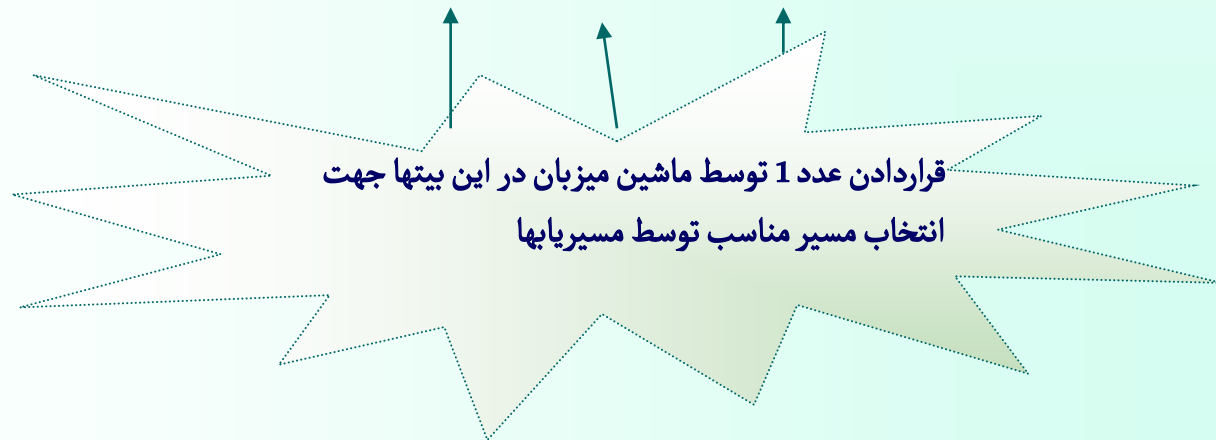 قراردادن عدد 1 توسط ماشین میزبان در این بیتها جهت
انتخاب مسیر مناسب توسط مسیریابها